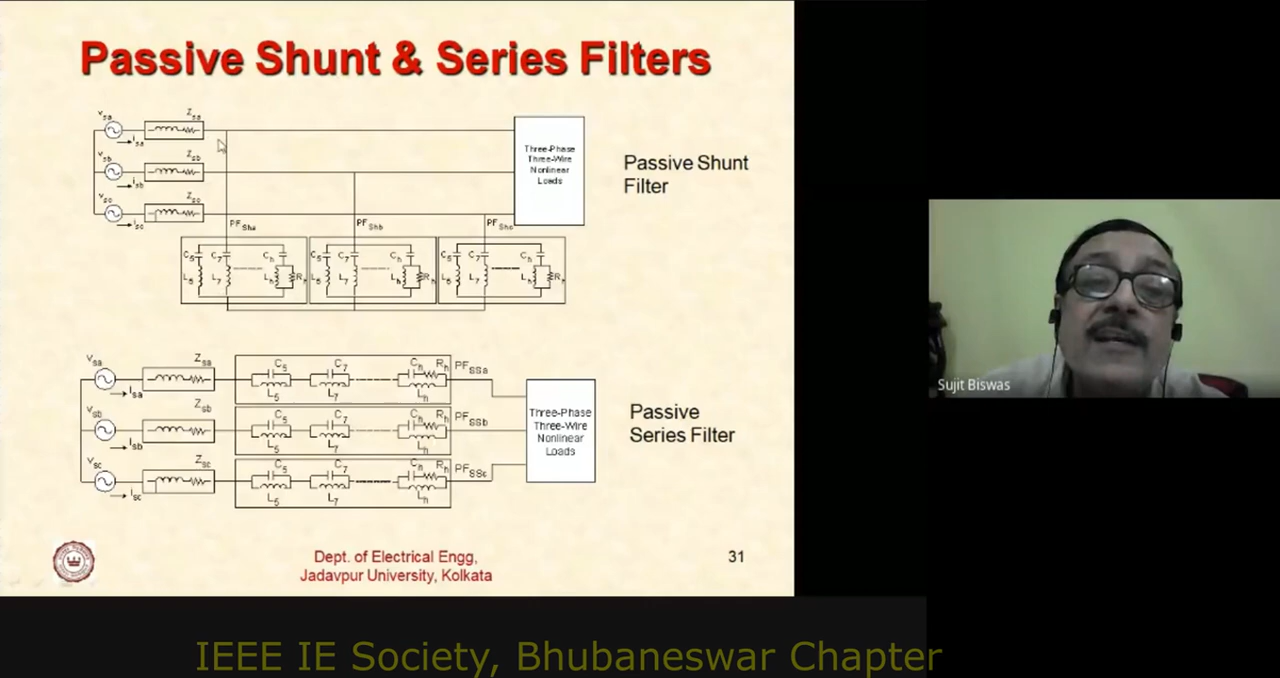 Passive Shunt & Series Filters
Vsa
Zsa
isa
Vsb
Zsb
isb
Vsc
Zsc
isc
Three-Phase
Three-Wire
Nonlinear
Loads
Passive Shunt
Filter
PFSha
PFShb
PFShc
C5 C7 Ch C5 C7 Ch C5 C7 Ch
L5 L7 Lh R L5 L7 Lh R L5 L7 Lh Rh
Vsa
Zsa
isa
C5 C7 Ch Rh PFSSa
L5 L7 Lh
Vsb
Zsb
isb
C5 C7 Ch Rh PFSSb
L5 L7 Lh
Vsc
Zsc
isc
C5 C7 Ch Rh PFSSc
L5 L7 Lh
Three-Phase
Three-Wire
Nonlinear
Loads
Passive
Series Filter
Dept. of Electrical Engg,
Jadavpur University, Kolkata
31
Sujit Biswas
IEEE IE Society, Bhubaneswar Chapter